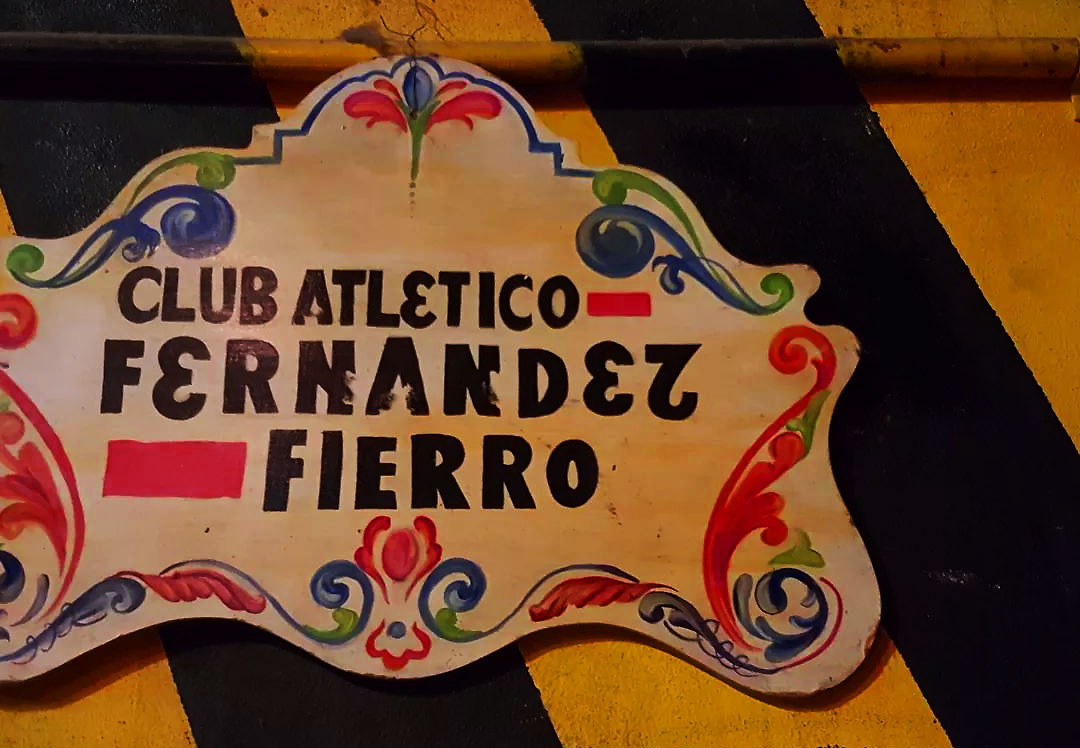 CLUB ATLETICO
FERNANDEZ
FIERRO